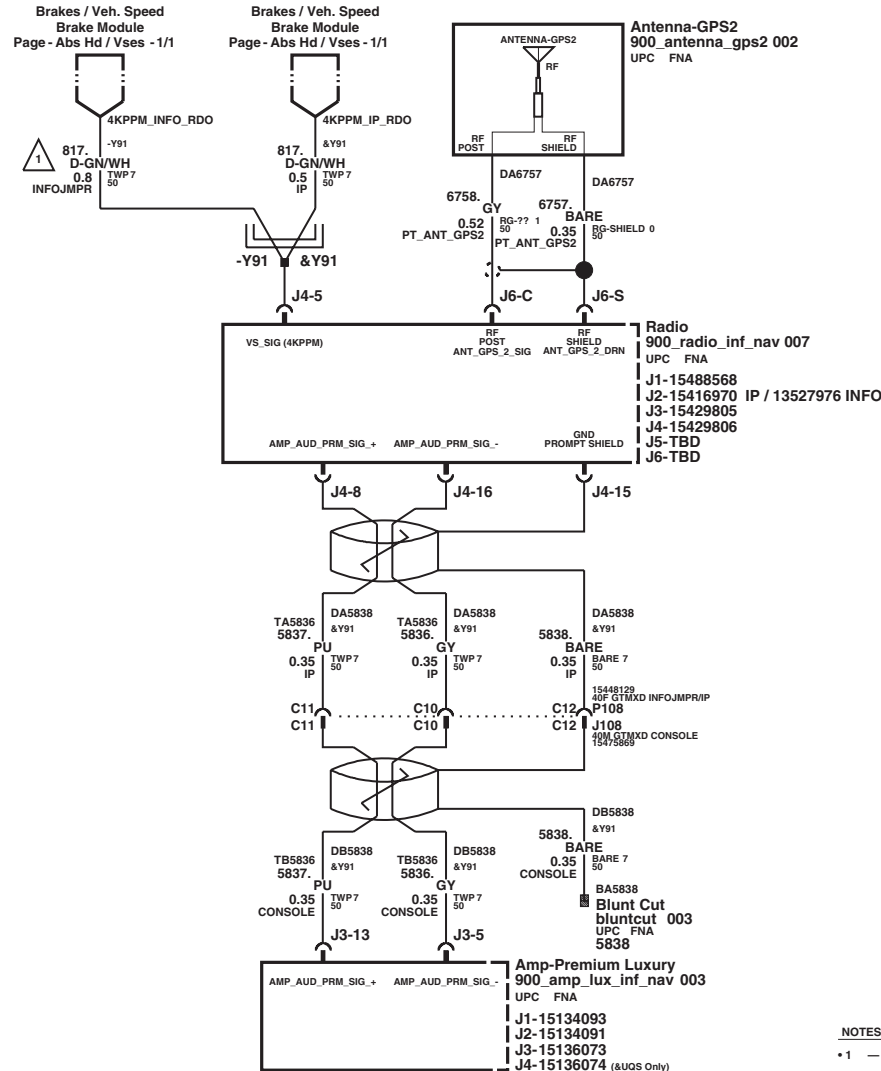 Brakes / Veh. Speed
Brake Module
Page - Abs Hd / Vses - 1/1
Brakes / Veh. Speed
Brake Module
Page - Abs Hd / Vses - 1/1
4KPPM_INFO_RDO
4KPPM_IP_RDO
1
817.
-Y91
D-GN/WH
0.8
TWP 7
50
INFOJMPR
817.
&Y91
D-GN/WH
0.5
TWP 7
50
IP
-Y91
&Y91
J4-5
ANTENNA-GPS2
RF
RF
POST
RF
SHIELD
Antenna-GPS2
900_antenna_gps2 002
UPC FNA
DA6757
DA6757
6758.
GY
0.52
RG-?? 1
50
PT_ANT_GPS2
6757.
BARE
0.35
RG-SHIELD 0
50
PT_ANT_GPS2
J6-C
J6-S
VS_SIG (4KPPM)
RF
POST
ANT_GPS_2_SIG
RF
SHIELD
ANT_GPS_2_DRN
AMP_AUD_PRM_SIG_+
AMP_AUD_PRM_SIG_-
GND
PROMPT SHIELD
Radio
900_radio_inf_nav 007
UPC FNA
J1-15488568
J2-15416970 IP / 13527976 INFO
J3-15429805
J4-15429806
J5-TBD
J6-TBD
J4-8
J4-16
J4-15
TA5836
DA5838
5837.
&Y91
PU
0.35
TWP 7
50
IP
TA5836
DA5838
5836.
&Y91
GY
0.35
TWP 7
50
IP
DA5838
5838.
&Y91
BARE
0.35
BARE 7
50
IP
C11
C11
C10
C10
C12
C12
15448129
40F GTMXD INFOJMPR/IP
P108
J108
40M GTMXD CONSOLE
15475869
TB5836
DB5838
5837.
&Y91
PU
0.35
TWP 7
50
CONSOLE
TB5836
DB5838
5836.
&Y91
GY
0.35
TWP 7
50
CONSOLE
DB5838
5838.
&Y91
BARE
0.35
BARE 7
50
CONSOLE
BA5838
Blunt Cut
bluntcut 003
UPC FNA
5838
J3-13
J3-5
AMP_AUD_PRM_SIG_+
AMP_AUD_PRM_SIG_-
Amp-Premium Luxury
900_amp_lux_inf_nav 003
UPC FNA
J1-15134093
J2-15134091
J3-15136073
J4-15136074 (&UQS Only)
NOTES
• 1 —